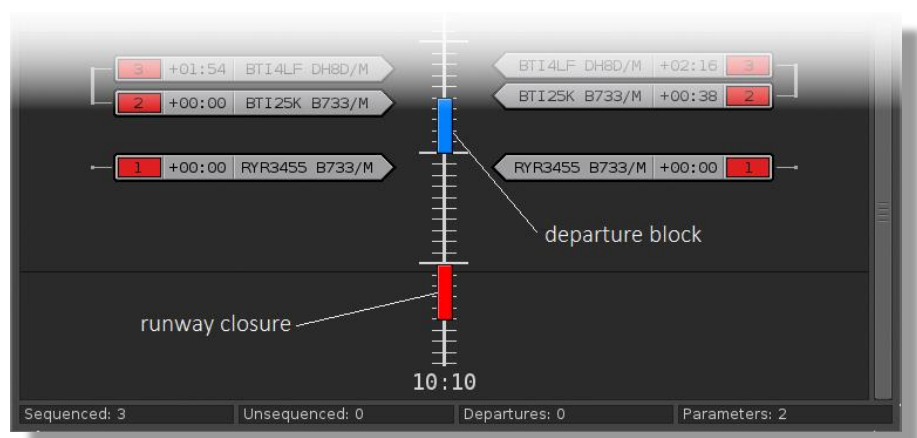 3 +01:54 BTI4LF DH8D/M
BTI4LF DH8D/M +02:16 3
2 +00:00 BTI25K B733/M
BTI25K B733/M +00:38 2
1 +00:00 RYR3455 B733/M
RYR3455 B733/M +00:00 1
departure block
runway closure
10:10
Sequenced: 3 Unsequenced: 0 Departures: 0 Parameters: 2